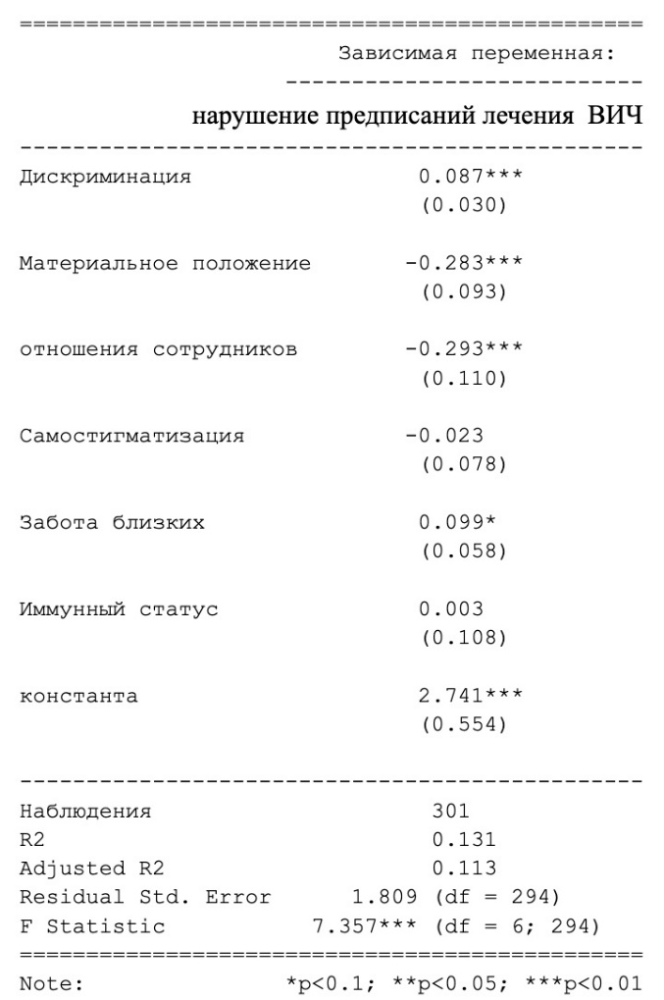 ===============================================
Зависимая переменная:
---------------------------
нарушение предписаний лечения ВИЧ
-----------------------------------------------
Дискриминация 0.087***
(0.030)
Материальное положение -0.283***
(0.093)
отношения сотрудников -0.293***
(0.110)
Самостигматизация -0.023
(0.078)
Забота близких 0.099*
(0.058)
Иммунный статус 0.003
(0.108)
константа 2.741***
(0.554)
-----------------------------------------------
Наблюдения 301
R2 0.131
Adjusted R2 0.113
Residual Std. Error 1.809 (df = 294)
F Statistic 7.357*** (df = 6; 294)
===============================================
Note: *p<0.1; **p<0.05; ***p<0.01